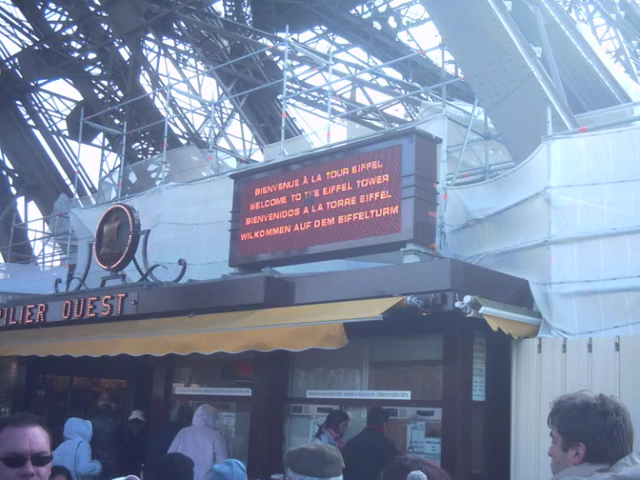 BIENVENUE À LA TOUR EIFFEL
WELCOME TO THE EIFFEL TOWER
BIENVENIDOS A LA TORRE EIFFEL
WILKOMMEN AUF DEM EIFFELTURM
PILIER OUEST